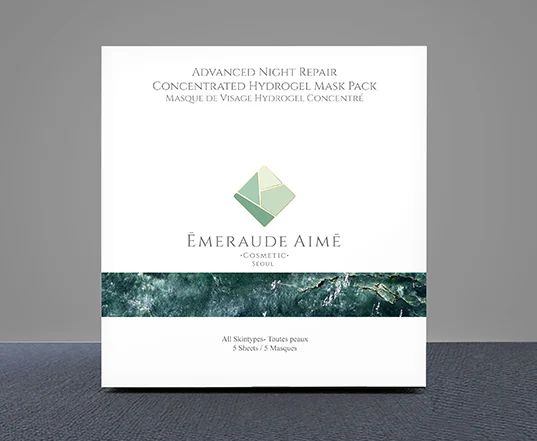 Advanced Night Repair
Concentrated Hydrogel Mask Pack
Masque de Visage Hydrogel Concentré
Ēmeraude Aimē
·Cosmetic·
Seoul
All Skintypes- Toutes peaux
5 Sheets / 5 Masques